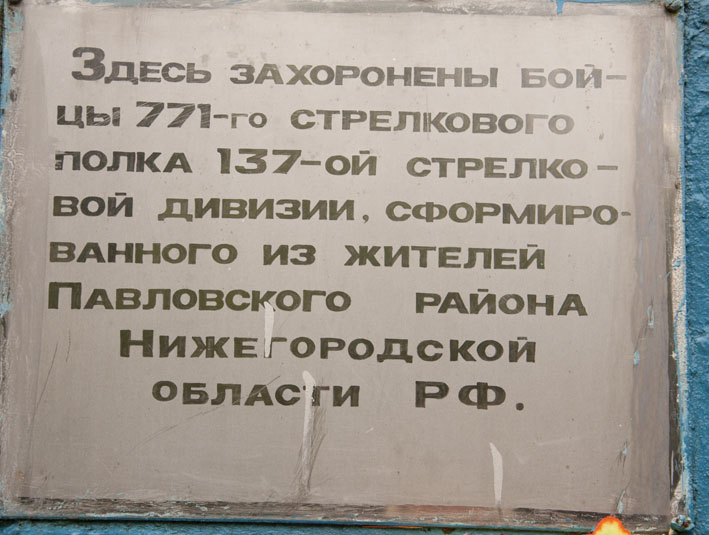 Здесь захоронены бой-
цы 771-го стрелкового
полка 137-ой стрелко-
вой дивизии, сформиро-
ванного из жителей
Павловского района
Нижегородской
области РФ.